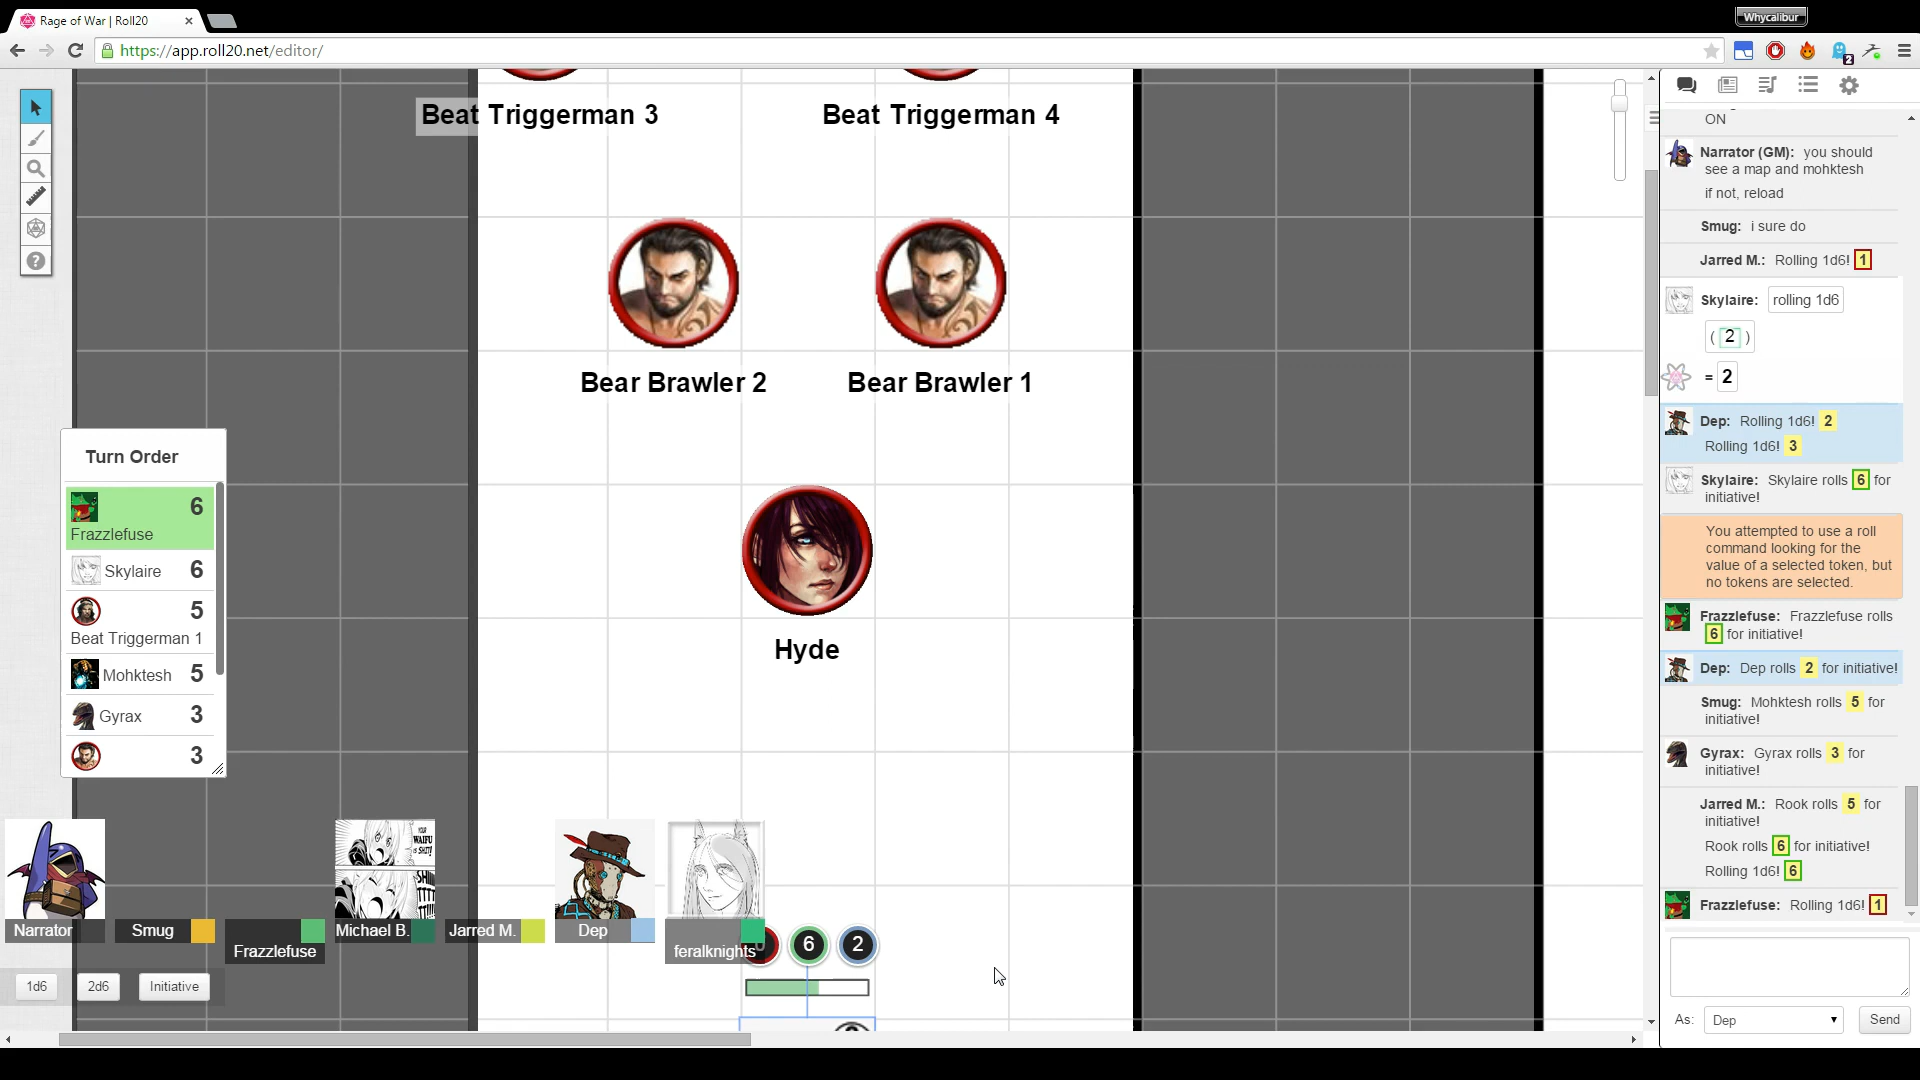 Rage of War | Roll20
Whycalibur
https://app.roll20.net/editor/
2
Beat Triggerman 3
Beat Triggerman 4
Bear Brawler 2
Bear Brawler 1
Hyde
Turn Order
6
Frazzlefuse
Skylaire 6
5
Beat Triggerman 1
Mohktesh 5
Gyrax 3
3
YOUR
WAIFU
IS SHIT!
Narrator
Smug
Frazzlefuse
Michael B.
Jarred M.
Dep
feralknights
6
2
1d6
2d6
Initiative
ON
Narrator (GM): you should
see a map and mohktesh
if not, reload
Smug: i sure do
Jarred M.: Rolling 1d6! 1
Skylaire: rolling 1d6
( 2 )
= 2
Dep: Rolling 1d6! 2
Rolling 1d6! 3
Skylaire: Skylaire rolls 6 for
initiative!
You attempted to use a roll
command looking for the
value of a selected token, but
no tokens are selected.
Frazzlefuse: Frazzlefuse rolls
6 for initiative!
Dep: Dep rolls 2 for initiative!
Smug: Mohktesh rolls 5 for
initiative!
Gyrax: Gyrax rolls 3 for
initiative!
Jarred M.: Rook rolls 5 for
initiative!
Rook rolls 6 for initiative!
Rolling 1d6! 6
Frazzlefuse: Rolling 1d6! 1
As: Dep
Send